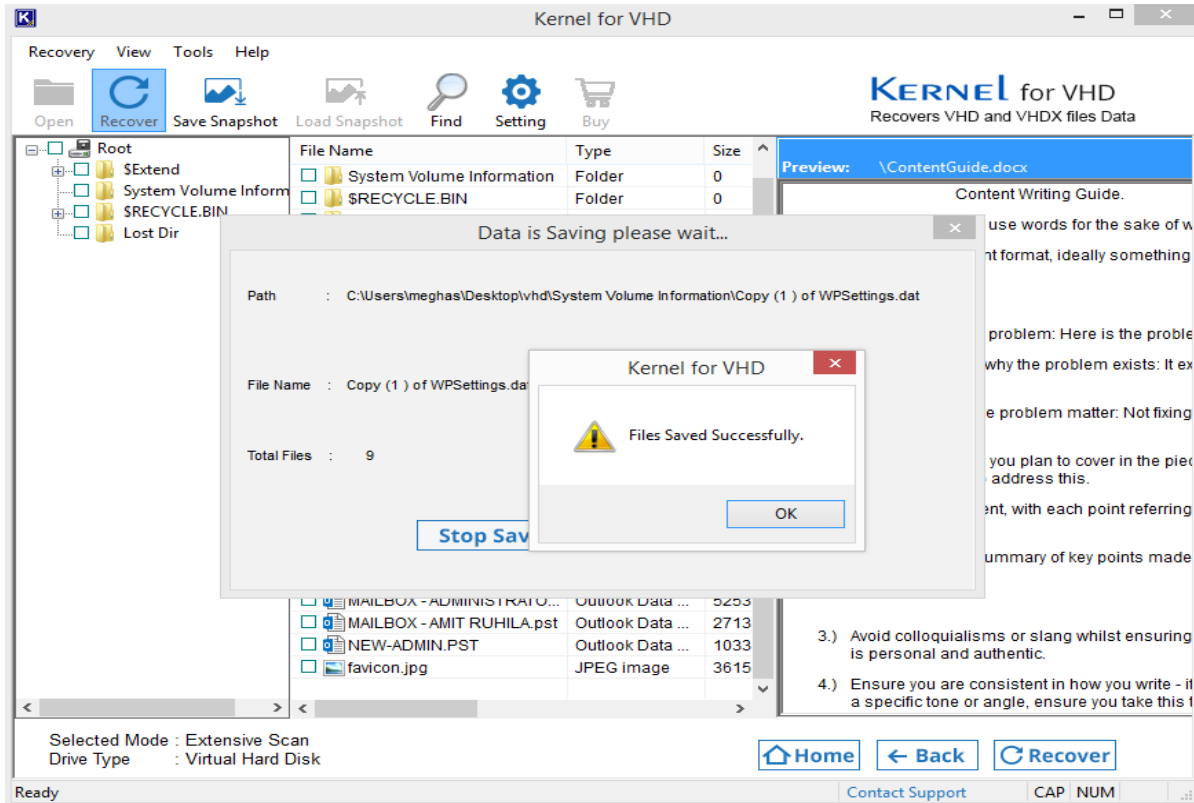 Kernel for VHD
Recovery View Tools Help
Open Recover Save Snapshot Load Snapshot Find Setting Buy
KERNEL for VHD
Recovers VHD and VHDX files Data
Root
$Extend
System Volume Inform
$RECYCLE.BIN
Lost Dir
File Name Type Size
System Volume Information Folder 0
$RECYCLE.BIN Folder 0
MAILBOX - ADMINISTRATO... Outlook Data ... 5253
MAILBOX - AMIT RUHILA.pst Outlook Data ... 2713
NEW-ADMIN.PST Outlook Data ... 1033
favicon.jpg JPEG image 3615
Preview: \ContentGuide.docx
Content Writing Guide.
use words for the sake of w
nt format, ideally something
problem: Here is the proble
why the problem exists: It ex
e problem matter: Not fixing
you plan to cover in the piec
address this.
ent, with each point referring
ummary of key points made
3.) Avoid colloquialisms or slang whilst ensuring
is personal and authentic.
4.) Ensure you are consistent in how you write - if
a specific tone or angle, ensure you take this f
Data is Saving please wait...
Path : C:\Users\meghas\Desktop\vhd\System Volume Information\Copy (1 ) of WPSettings.dat
File Name : Copy (1 ) of WPSettings.da
Total Files : 9
Stop Sav
Kernel for VHD
Files Saved Successfully.
OK
Selected Mode : Extensive Scan
Drive Type : Virtual Hard Disk
Home Back Recover
Ready Contact Support CAP NUM